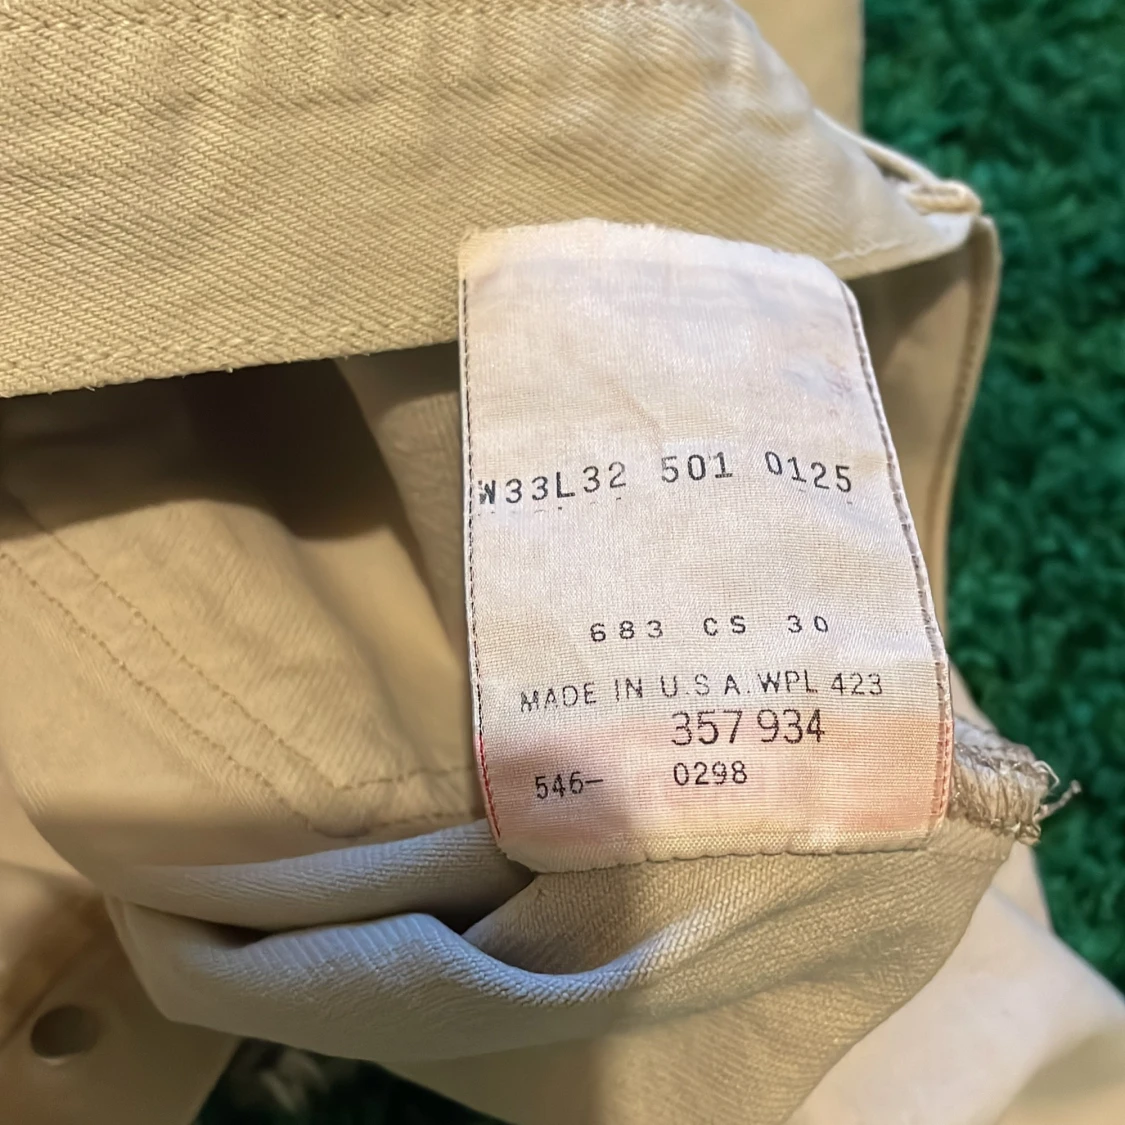 W33L32 501 0125
683 CS 30
MADE IN U.S.A. WPL 423
357 934
546- 0298